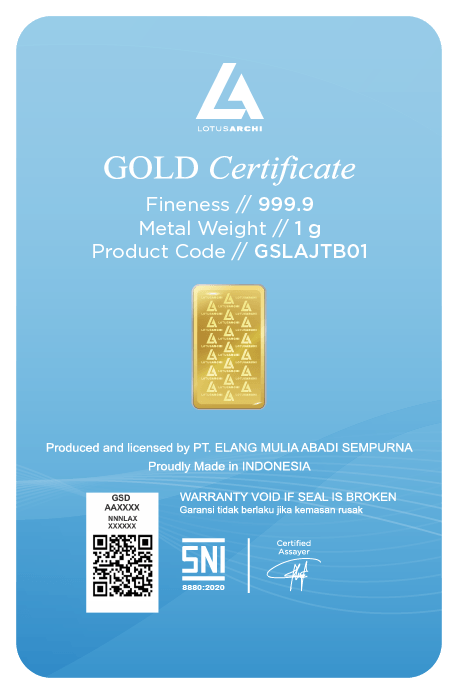 LOTUSARCHI
GOLD Certificate
Fineness // 999.9
Metal Weight // 1 g
Product Code // GSLAJTB01
Produced and licensed by PT. ELANG MULIA ABADI SEMPURNA
Proudly Made in INDONESIA
GSD
AAXXXX
NNNLAX
XXXXXX
WARRANTY VOID IF SEAL IS BROKEN
Garansi tidak berlaku jika kemasan rusak
SNI
8880:2020
Certified
Assayer